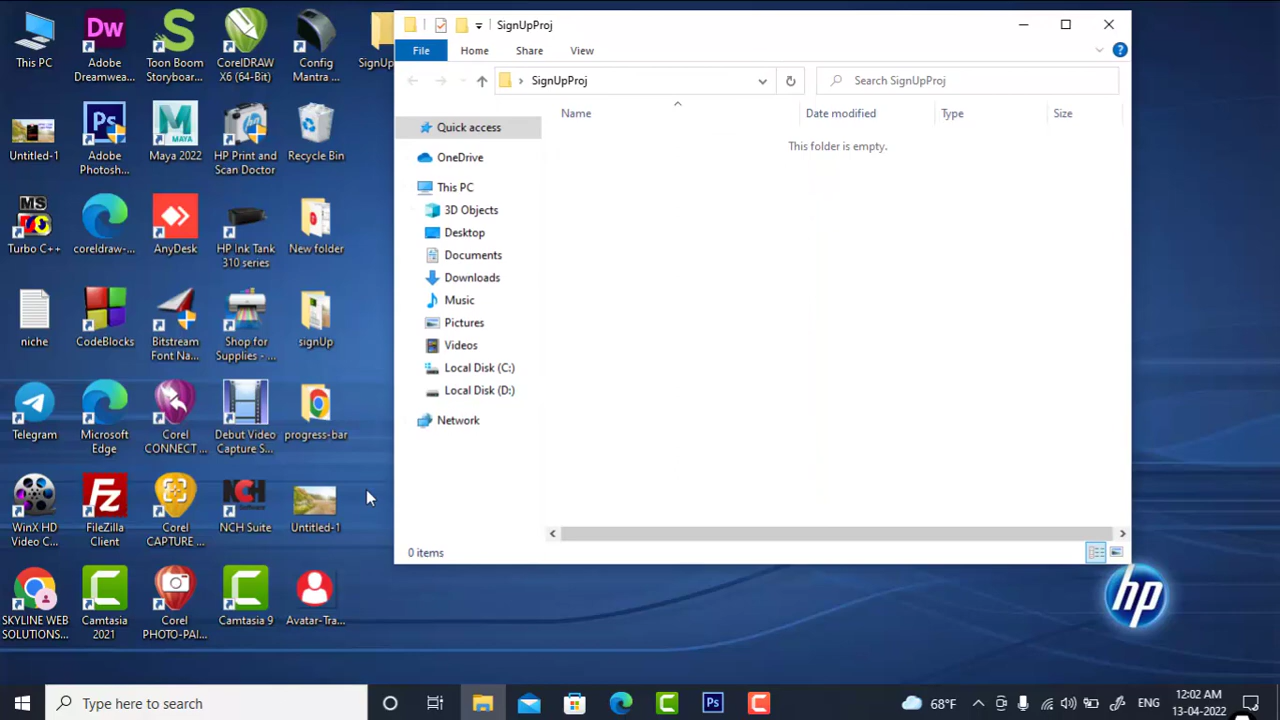 This PC
Adobe
Dreamwea...
Toon Boom
Storyboar...
CorelDRAW
X6 (64-Bit)
Config
Mantra ...
SignUp
Untitled-1
Adobe
Photosh...
Maya 2022
HP Print and
Scan Doctor
Recycle Bin
Turbo C++
coreldraw-...
AnyDesk
HP Ink Tank
310 series
New folder
niche
CodeBlocks
Bitstream
Font Na...
Shop for
Supplies - ...
signUp
Telegram
Microsoft
Edge
Corel
CONNECT ...
Debut Video
Capture S...
progress-bar
WinX HD
Video C...
FileZilla
Client
Corel
CAPTURE ...
NCH Suite
Untitled-1
SKYLINE WEB
SOLUTIONS...
Camtasia
2021
Corel
PHOTO-PAI...
Camtasia 9
Avatar-Tra...
SignUpProj
File Home Share View
SignUpProj
Search SignUpProj
Name Date modified Type Size
This folder is empty.
Quick access
OneDrive
This PC
3D Objects
Desktop
Documents
Downloads
Music
Pictures
Videos
Local Disk (C:)
Local Disk (D:)
Network
0 items
hp
Type here to search
68°F
ENG
12:02 AM
13-04-2022